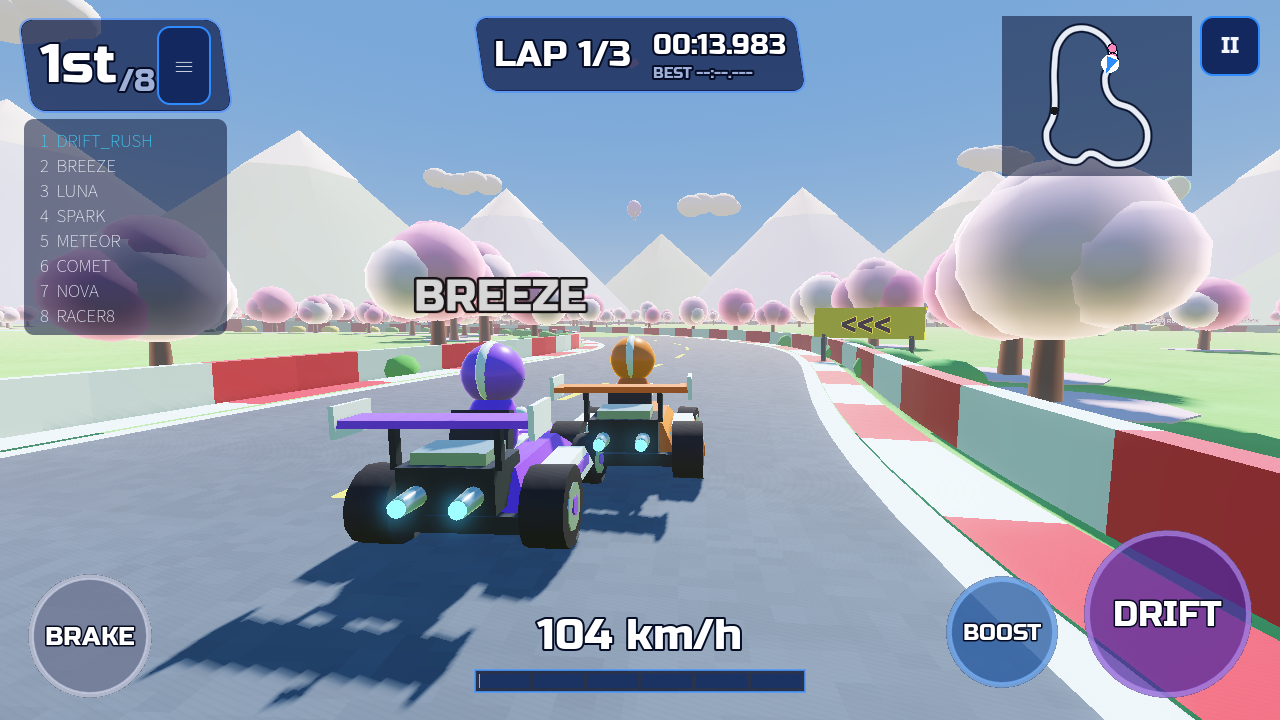 1st/8
LAP 1/3
00:13.983
BEST --:--.---
II
1 DRIFT_RUSH
2 BREEZE
3 LUNA
4 SPARK
5 METEOR
6 COMET
7 NOVA
8 RACER8
BREEZE
<<<
BRAKE
104 km/h
BOOST
DRIFT